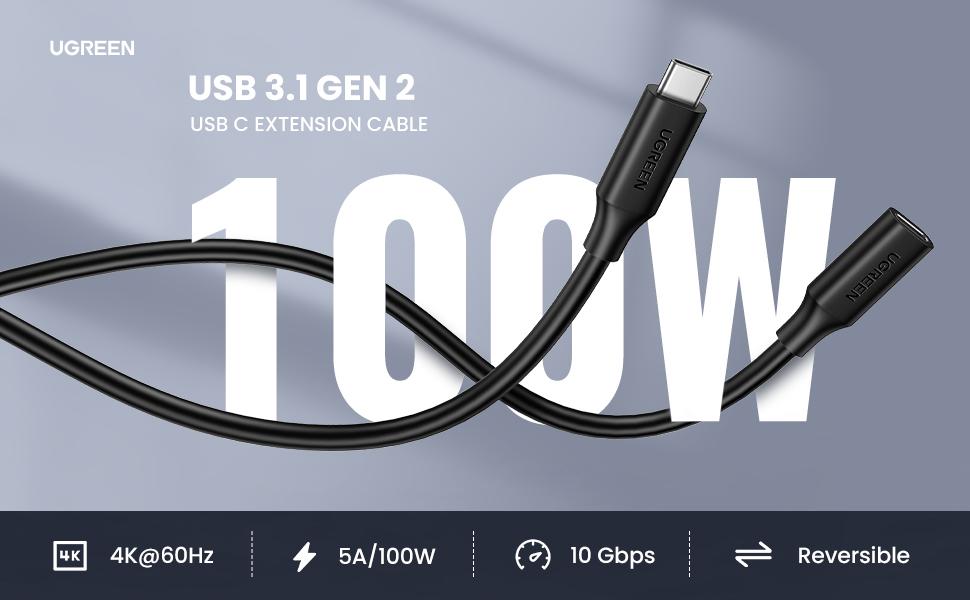 UGREEN
USB 3.1 GEN 2
USB C EXTENSION CABLE
100W
UGREEN
UGREEN
4K
4K@60Hz
5A/100W
10 Gbps
Reversible